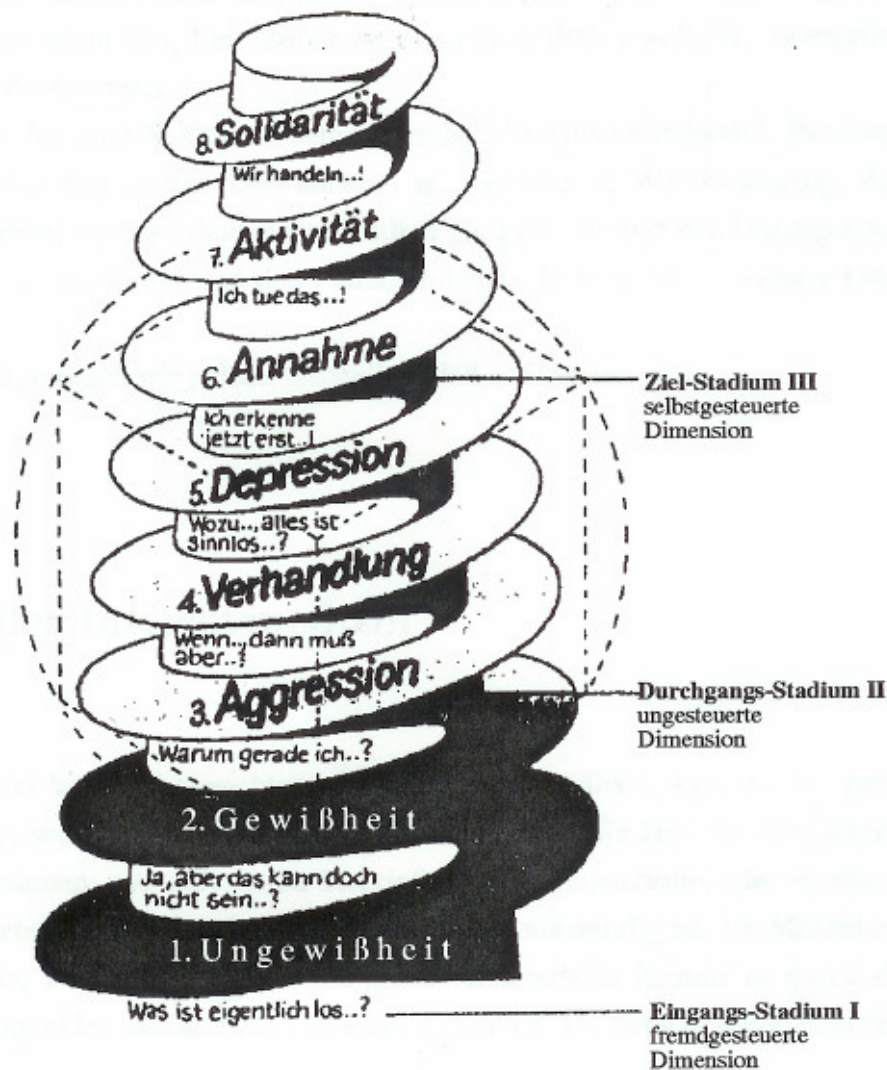 8. Solidarität
Wir handeln..!
7. Aktivität
Ich tue das..!
6. Annahme
Ich erkenne
jetzt erst..!
Ziel-Stadium III
selbstgesteuerte
Dimension
5. Depression
Wozu.., alles ist
sinnlos..?
4. Verhandlung
Wenn.., dann muß
aber..!
3. Aggression
Durchgangs-Stadium II
ungesteuerte
Dimension
Warum gerade ich..?
2. Gewißheit
Ja, aber das kann doch
nicht sein..?
1. Ungewißheit
Was ist eigentlich los..?
Eingangs-Stadium I
fremdgesteuerte
Dimension